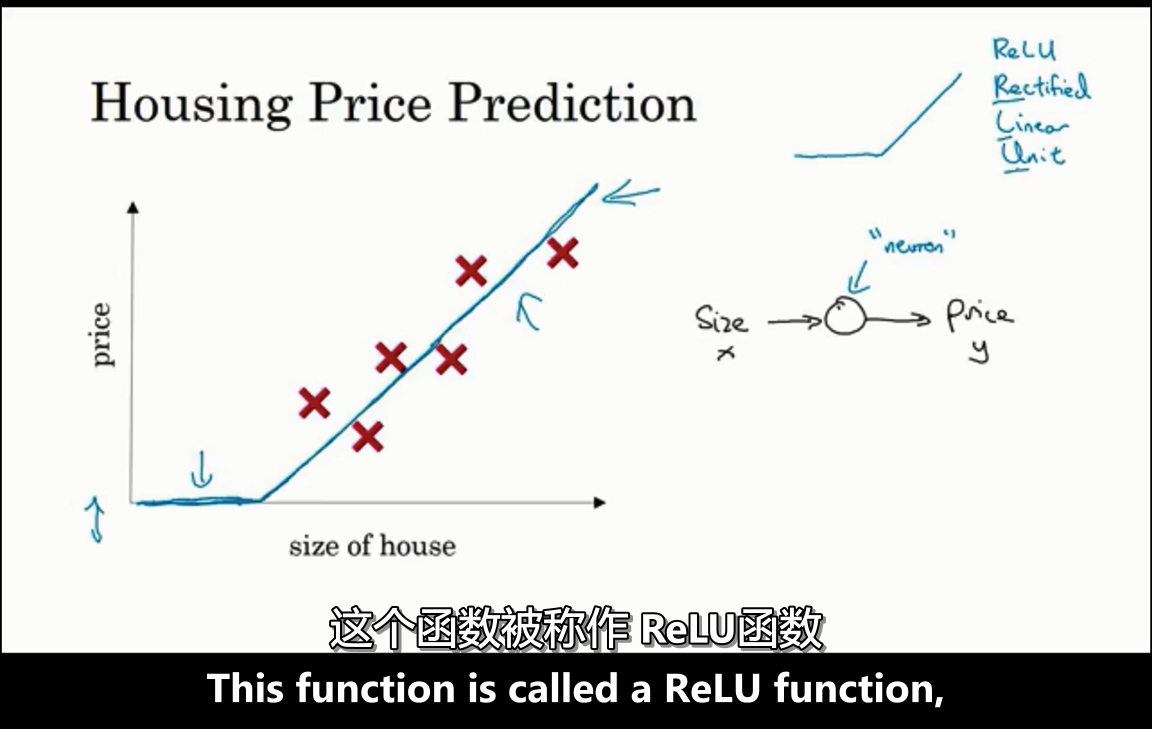 Housing Price Prediction
ReLU
Rectified
Linear
Unit
price
size of house
"neuron"
Size
x
Price
y
这个函数被称作 ReLU函数
This function is called a ReLU function,